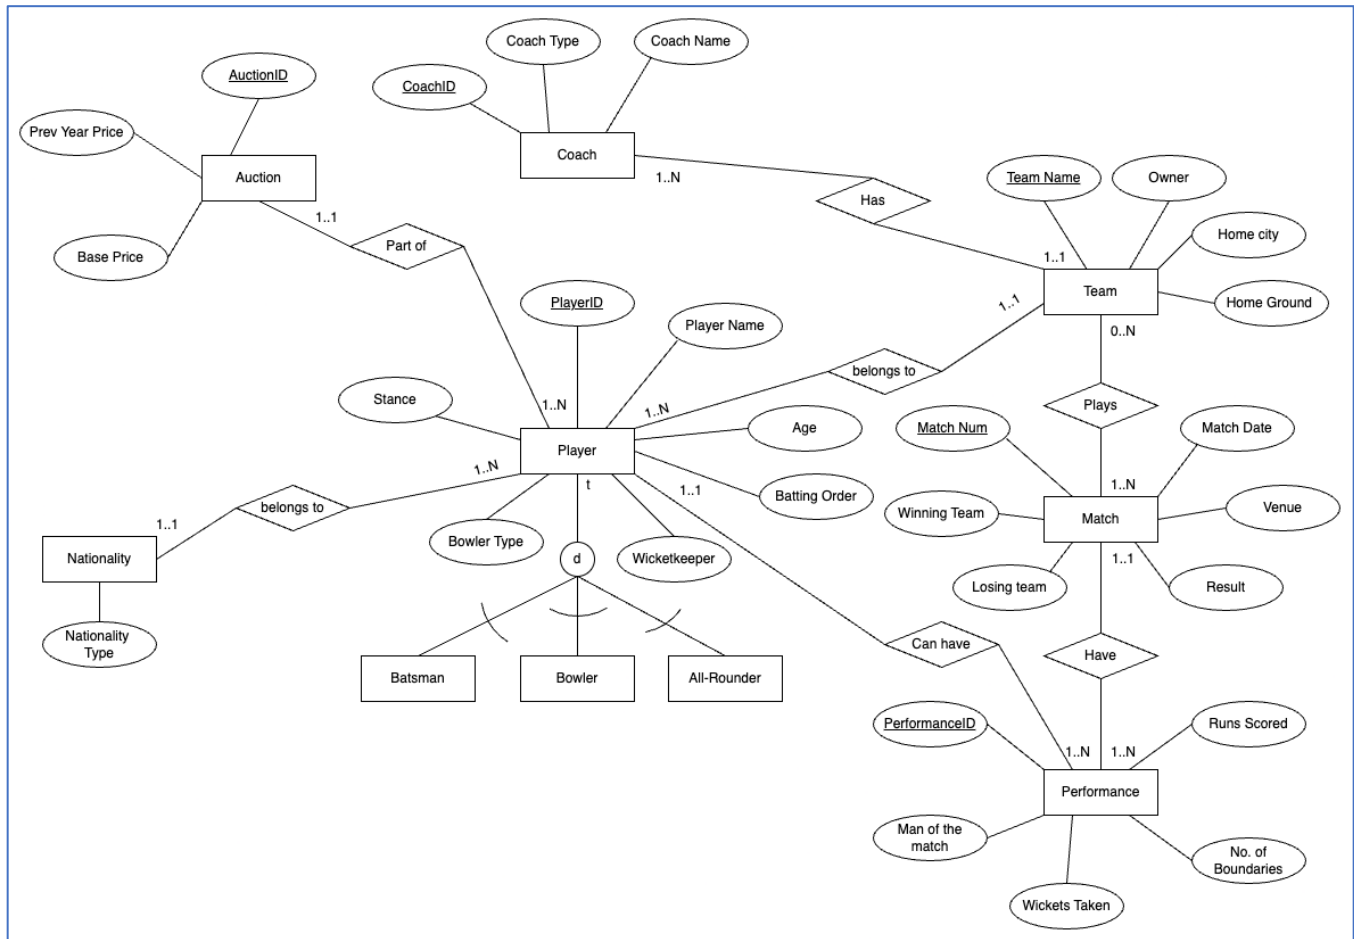 Coach Type
Coach Name
AuctionID
CoachID
Prev Year Price
Coach
Auction
1..N
Team Name
Owner
Has
1..1
Part of
Home city
Base Price
1..1
Team
PlayerID
1..1
Home Ground
Player Name
0..N
belongs to
Stance
Plays
1..N
1..N
Age
Match Num
Match Date
Player
1..N
t
1..1
1..N
Batting Order
belongs to
Winning Team
Match
Venue
1..1
Nationality
Bowler Type
d
Wicketkeeper
1..1
Losing team
Result
Nationality
Type
Can have
Have
Batsman
Bowler
All-Rounder
PerformanceID
Runs Scored
1..N
1..N
Performance
Man of the
match
No. of
Boundaries
Wickets Taken